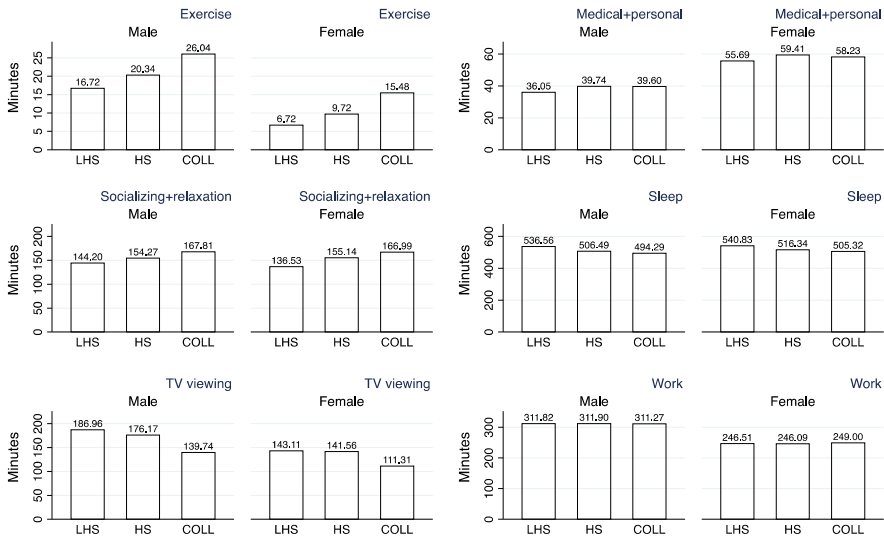 Exercise Exercise Medical+personal Medical+personal
Male Female Male Female
Minutes
0 5 10 15 20 25
16.72 20.34 26.04
6.72 9.72 15.48
LHS HS COLL LHS HS COLL
Minutes
0 20 40 60
36.05 39.74 39.60
55.69 59.41 58.23
LHS HS COLL LHS HS COLL
Socializing+relaxation Socializing+relaxation Sleep Sleep
Male Female Male Female
Minutes
0 50 100 150 200
144.20 154.27 167.81
136.53 155.14 166.99
LHS HS COLL LHS HS COLL
Minutes
0 200 400 600
536.56 506.49 494.29
540.83 516.34 505.32
LHS HS COLL LHS HS COLL
TV viewing TV viewing Work Work
Male Female Male Female
Minutes
0 50 100 150 200
186.96 176.17 139.74
143.11 141.56 111.31
LHS HS COLL LHS HS COLL
Minutes
0 100 200 300
311.82 311.90 311.27
246.51 246.09 249.00
LHS HS COLL LHS HS COLL